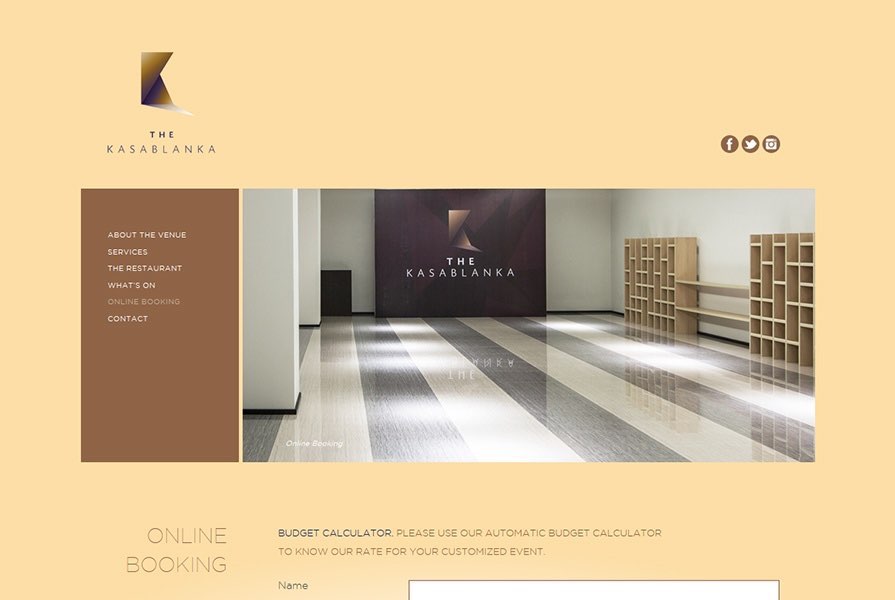 THE
KASABLANKA
ABOUT THE VENUE
SERVICES
THE RESTAURANT
WHAT'S ON
ONLINE BOOKING
CONTACT
THE
KASABLANKA
Online Booking
ONLINE
BOOKING
BUDGET CALCULATOR. PLEASE USE OUR AUTOMATIC BUDGET CALCULATOR
TO KNOW OUR RATE FOR YOUR CUSTOMIZED EVENT.
Name